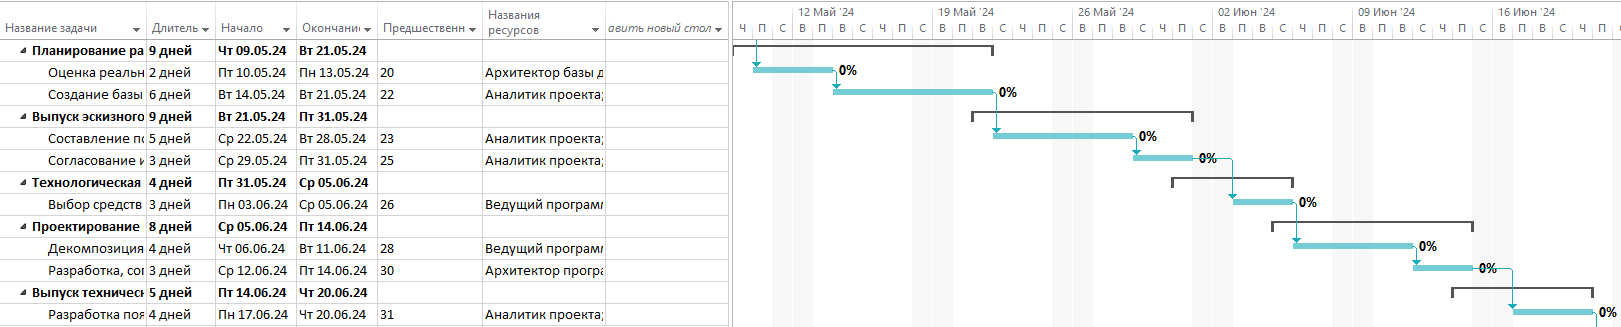 12 Май '24 19 Май '24 26 Май '24 02 Июн '24 09 Июн '24 16 Июн '24
Название задачи Длитель Начало Окончани Предшественн Названия ресурсов авить новый стол
Ч П С В В Ч С П В С П С В В Ч С П В С П С В В Ч С П В С П С В В Ч С П В С П С В В Ч П
Планирование ра 9 дней Чт 09.05.24 Вт 21.05.24
Оценка реальн 2 дней Пт 10.05.24 Пн 13.05.24 20 Архитектор базы д 0%
Создание базы 6 дней Вт 14.05.24 Вт 21.05.24 22 Аналитик проекта; 0%
Выпуск эскизного 9 дней Вт 21.05.24 Пт 31.05.24
Составление по 5 дней Ср 22.05.24 Вт 28.05.24 23 Аналитик проекта; 0%
Согласование и 3 дней Ср 29.05.24 Пт 31.05.24 25 Аналитик проекта; 0%
Технологическая 4 дней Пт 31.05.24 Ср 05.06.24
Выбор средств 3 дней Пн 03.06.24 Ср 05.06.24 26 Ведущий программ 0%
Проектирование 8 дней Ср 05.06.24 Пт 14.06.24
Декомпозиция 4 дней Чт 06.06.24 Вт 11.06.24 28 Ведущий программ 0%
Разработка, сог 3 дней Ср 12.06.24 Пт 14.06.24 30 Архитектор програ 0%
Выпуск техничес 5 дней Пт 14.06.24 Чт 20.06.24
Разработка поя 4 дней Пн 17.06.24 Чт 20.06.24 31 Аналитик проекта; 0%